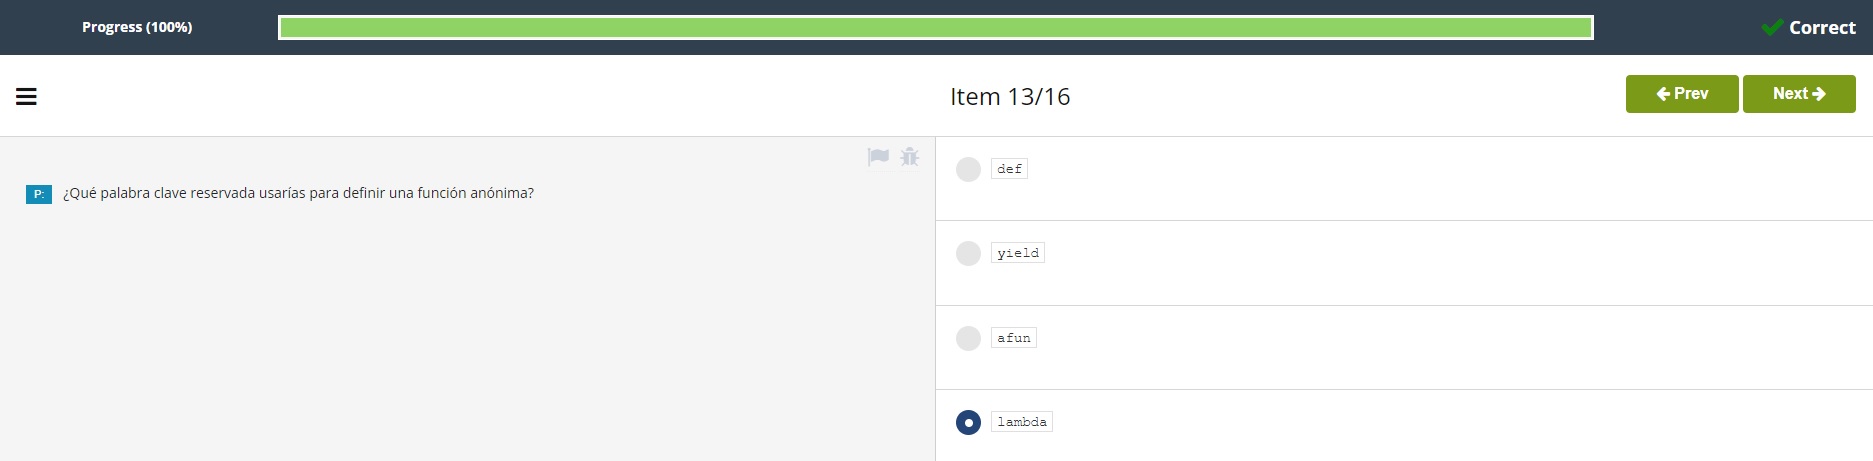 Progress (100%)
Correct
Item 13/16
Prev
Next
P: ¿Qué palabra clave reservada usarías para definir una función anónima?
def
yield
afun
lambda